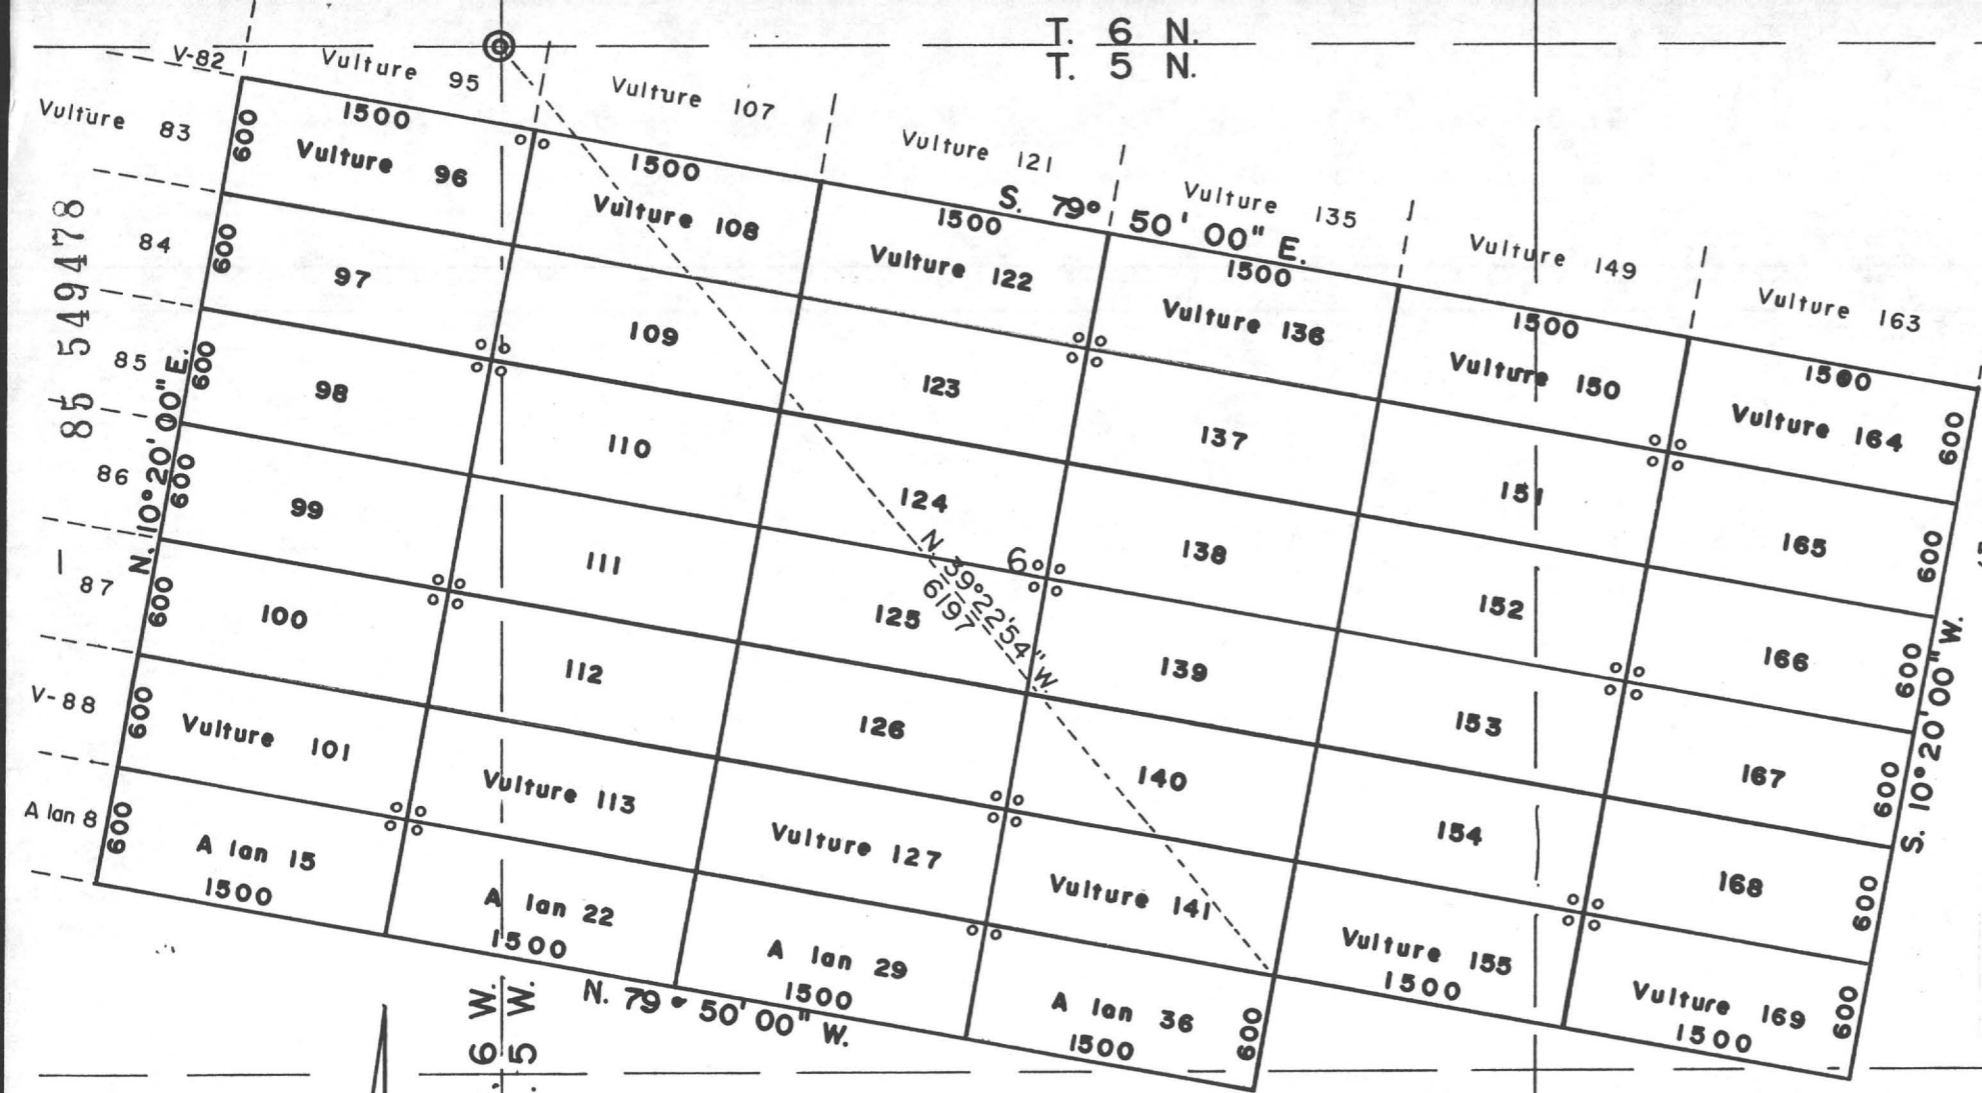 T. 6 N.
T. 5 N.
V-82
Vulture 95
Vulture 107
Vulture 121
Vulture 135
Vulture 149
Vulture 163
Vulture 83
84
85
86
87
V-88
A lan 8
85 549478
N. 10° 20' 00" E.
S. 79° 50' 00" E.
1500
1500
1500
1500
1500
1500
600
600
600
600
600
600
600
Vulture 96
97
98
99
100
Vulture 101
A lan 15
1500
Vulture 108
109
110
111
112
Vulture 113
A lan 22
1500
Vulture 122
123
124
125
126
Vulture 127
A lan 29
1500
Vulture 136
137
138
139
140
Vulture 141
A lan 36
1500
600
Vulture 150
151
152
153
154
Vulture 155
1500
Vulture 164
165
166
167
168
Vulture 169
1500
600
600
600
600
600
600
6
N. 39° 22' 54" W.
6197
S. 10° 20' 00" W.
N. 79° 50' 00" W.
6 W.
5 W.